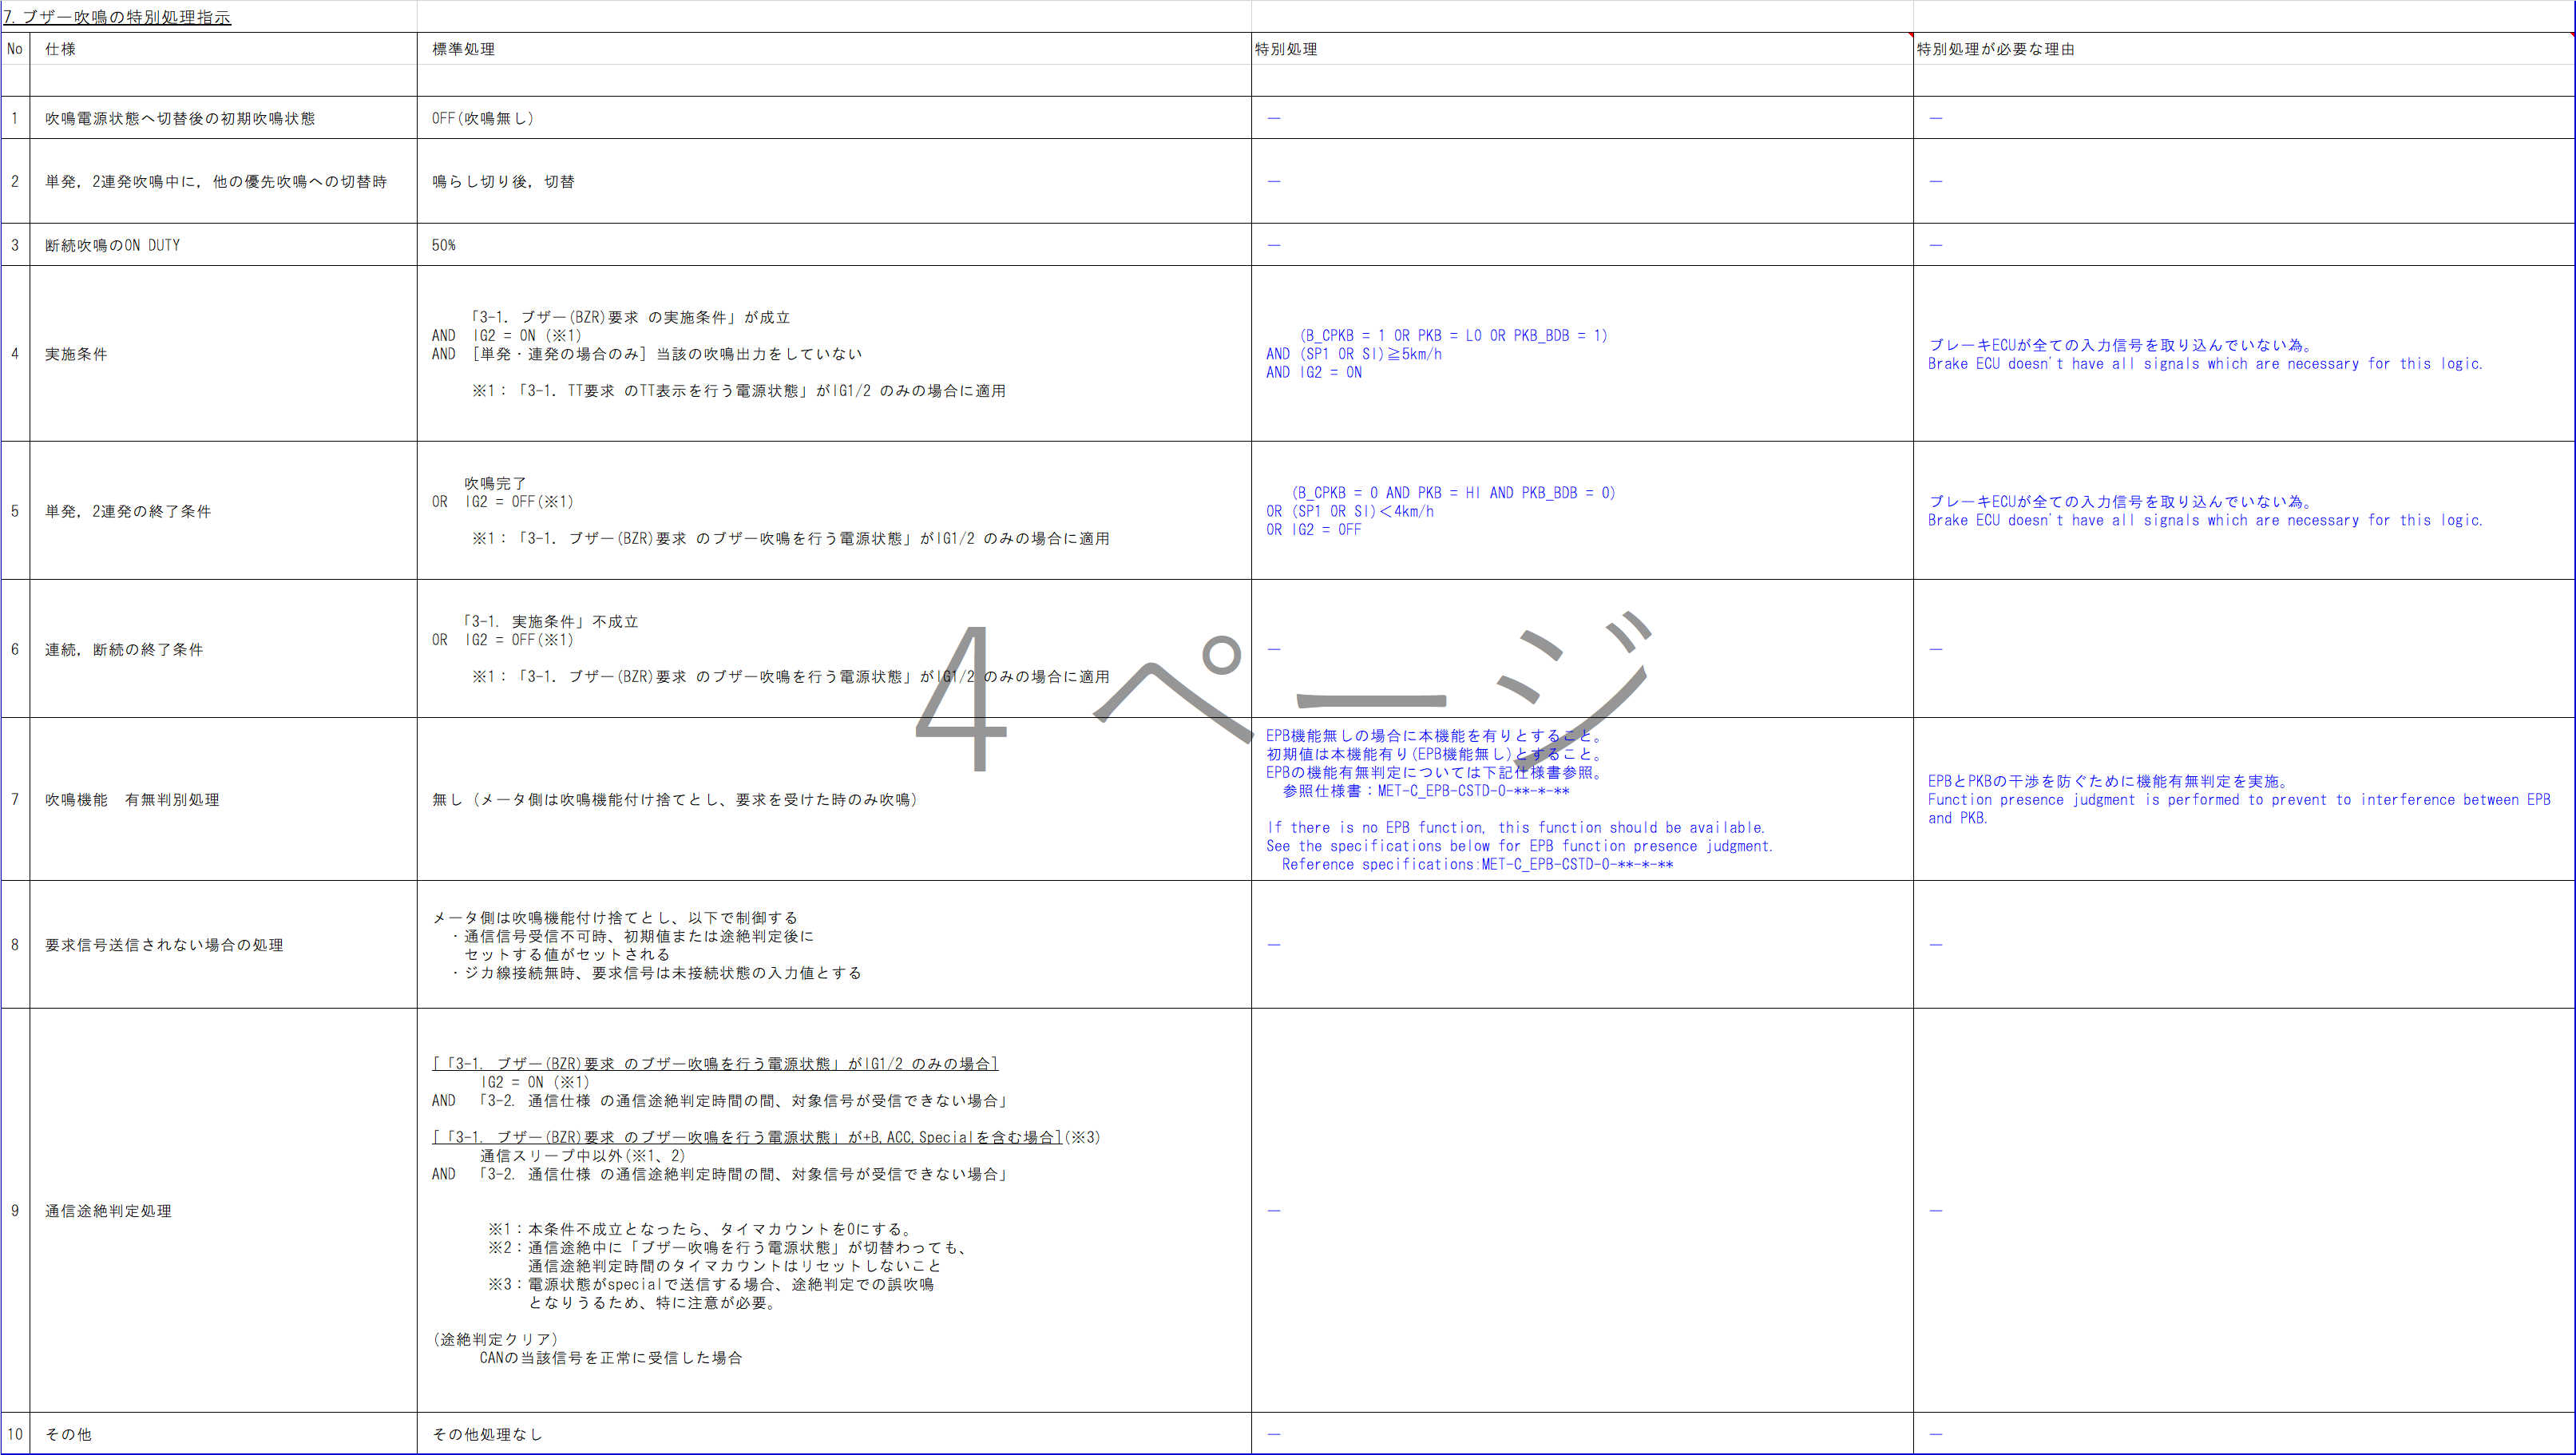 7. ブザー吹鳴の特別処理指示
No 仕様 標準処理 特別処理 特別処理が必要な理由
1 吹鳴電源状態へ切替後の初期吹鳴状態 OFF(吹鳴無し) － －
2 単発, 2連発吹鳴中に, 他の優先吹鳴への切替時 鳴らし切り後, 切替 － －
3 断続吹鳴のON DUTY 50% － －
4 実施条件
「3-1. ブザー(BZR)要求 の実施条件」が成立
AND IG2 = ON (※1)
AND [単発・連発の場合のみ] 当該の吹鳴出力をしていない
※1：「3-1. TT要求 のTT表示を行う電源状態」がIG1/2 のみの場合に適用
(B_CPKB = 1 OR PKB = LO OR PKB_BDB = 1)
AND (SP1 OR SI)≧5km/h
AND IG2 = ON
ブレーキECUが全ての入力信号を取り込んでいない為。
Brake ECU doesn't have all signals which are necessary for this logic.
5 単発, 2連発の終了条件
吹鳴完了
OR IG2 = OFF(※1)
※1：「3-1. ブザー(BZR)要求 のブザー吹鳴を行う電源状態」がIG1/2 のみの場合に適用
(B_CPKB = 0 AND PKB = HI AND PKB_BDB = 0)
OR (SP1 OR SI)＜4km/h
OR IG2 = OFF
ブレーキECUが全ての入力信号を取り込んでいない為。
Brake ECU doesn't have all signals which are necessary for this logic.
6 連続, 断続の終了条件
「3-1. 実施条件」不成立
OR IG2 = OFF(※1)
※1：「3-1. ブザー(BZR)要求 のブザー吹鳴を行う電源状態」がIG1/2 のみの場合に適用
－ －
4 ページ
7 吹鳴機能　有無判別処理
無し (メータ側は吹鳴機能付け捨てとし、要求を受けた時のみ吹鳴)
EPB機能無しの場合に本機能を有りとすること。
初期値は本機能有り(EPB機能無し)とすること。
EPBの機能有無判定については下記仕様書参照。
参照仕様書：MET-C_EPB-CSTD-0-**-*-**
If there is no EPB function, this function should be available.
See the specifications below for EPB function presence judgment.
Reference specifications:MET-C_EPB-CSTD-0-**-*-**
EPBとPKBの干渉を防ぐために機能有無判定を実施。
Function presence judgment is performed to prevent to interference between EPB
and PKB.
8 要求信号送信されない場合の処理
メータ側は吹鳴機能付け捨てとし、以下で制御する
・通信信号受信不可時、初期値または途絶判定後に
セットする値がセットされる
・ジカ線接続無時、要求信号は未接続状態の入力値とする
－ －
9 通信途絶判定処理
[「3-1. ブザー(BZR)要求 のブザー吹鳴を行う電源状態」がIG1/2 のみの場合]
IG2 = ON (※1)
AND 「3-2. 通信仕様 の通信途絶判定時間の間、対象信号が受信できない場合」
[「3-1. ブザー(BZR)要求 のブザー吹鳴を行う電源状態」が+B,ACC,Specialを含む場合](※3)
通信スリープ中以外(※1、2)
AND 「3-2. 通信仕様 の通信途絶判定時間の間、対象信号が受信できない場合」
※1：本条件不成立となったら、タイマカウントを0にする。
※2：通信途絶中に「ブザー吹鳴を行う電源状態」が切替わっても、
通信途絶判定時間のタイマカウントはリセットしないこと
※3：電源状態がspecialで送信する場合、途絶判定での誤吹鳴
となりうるため、特に注意が必要。
(途絶判定クリア)
CANの当該信号を正常に受信した場合
－ －
10 その他 その他処理なし － －